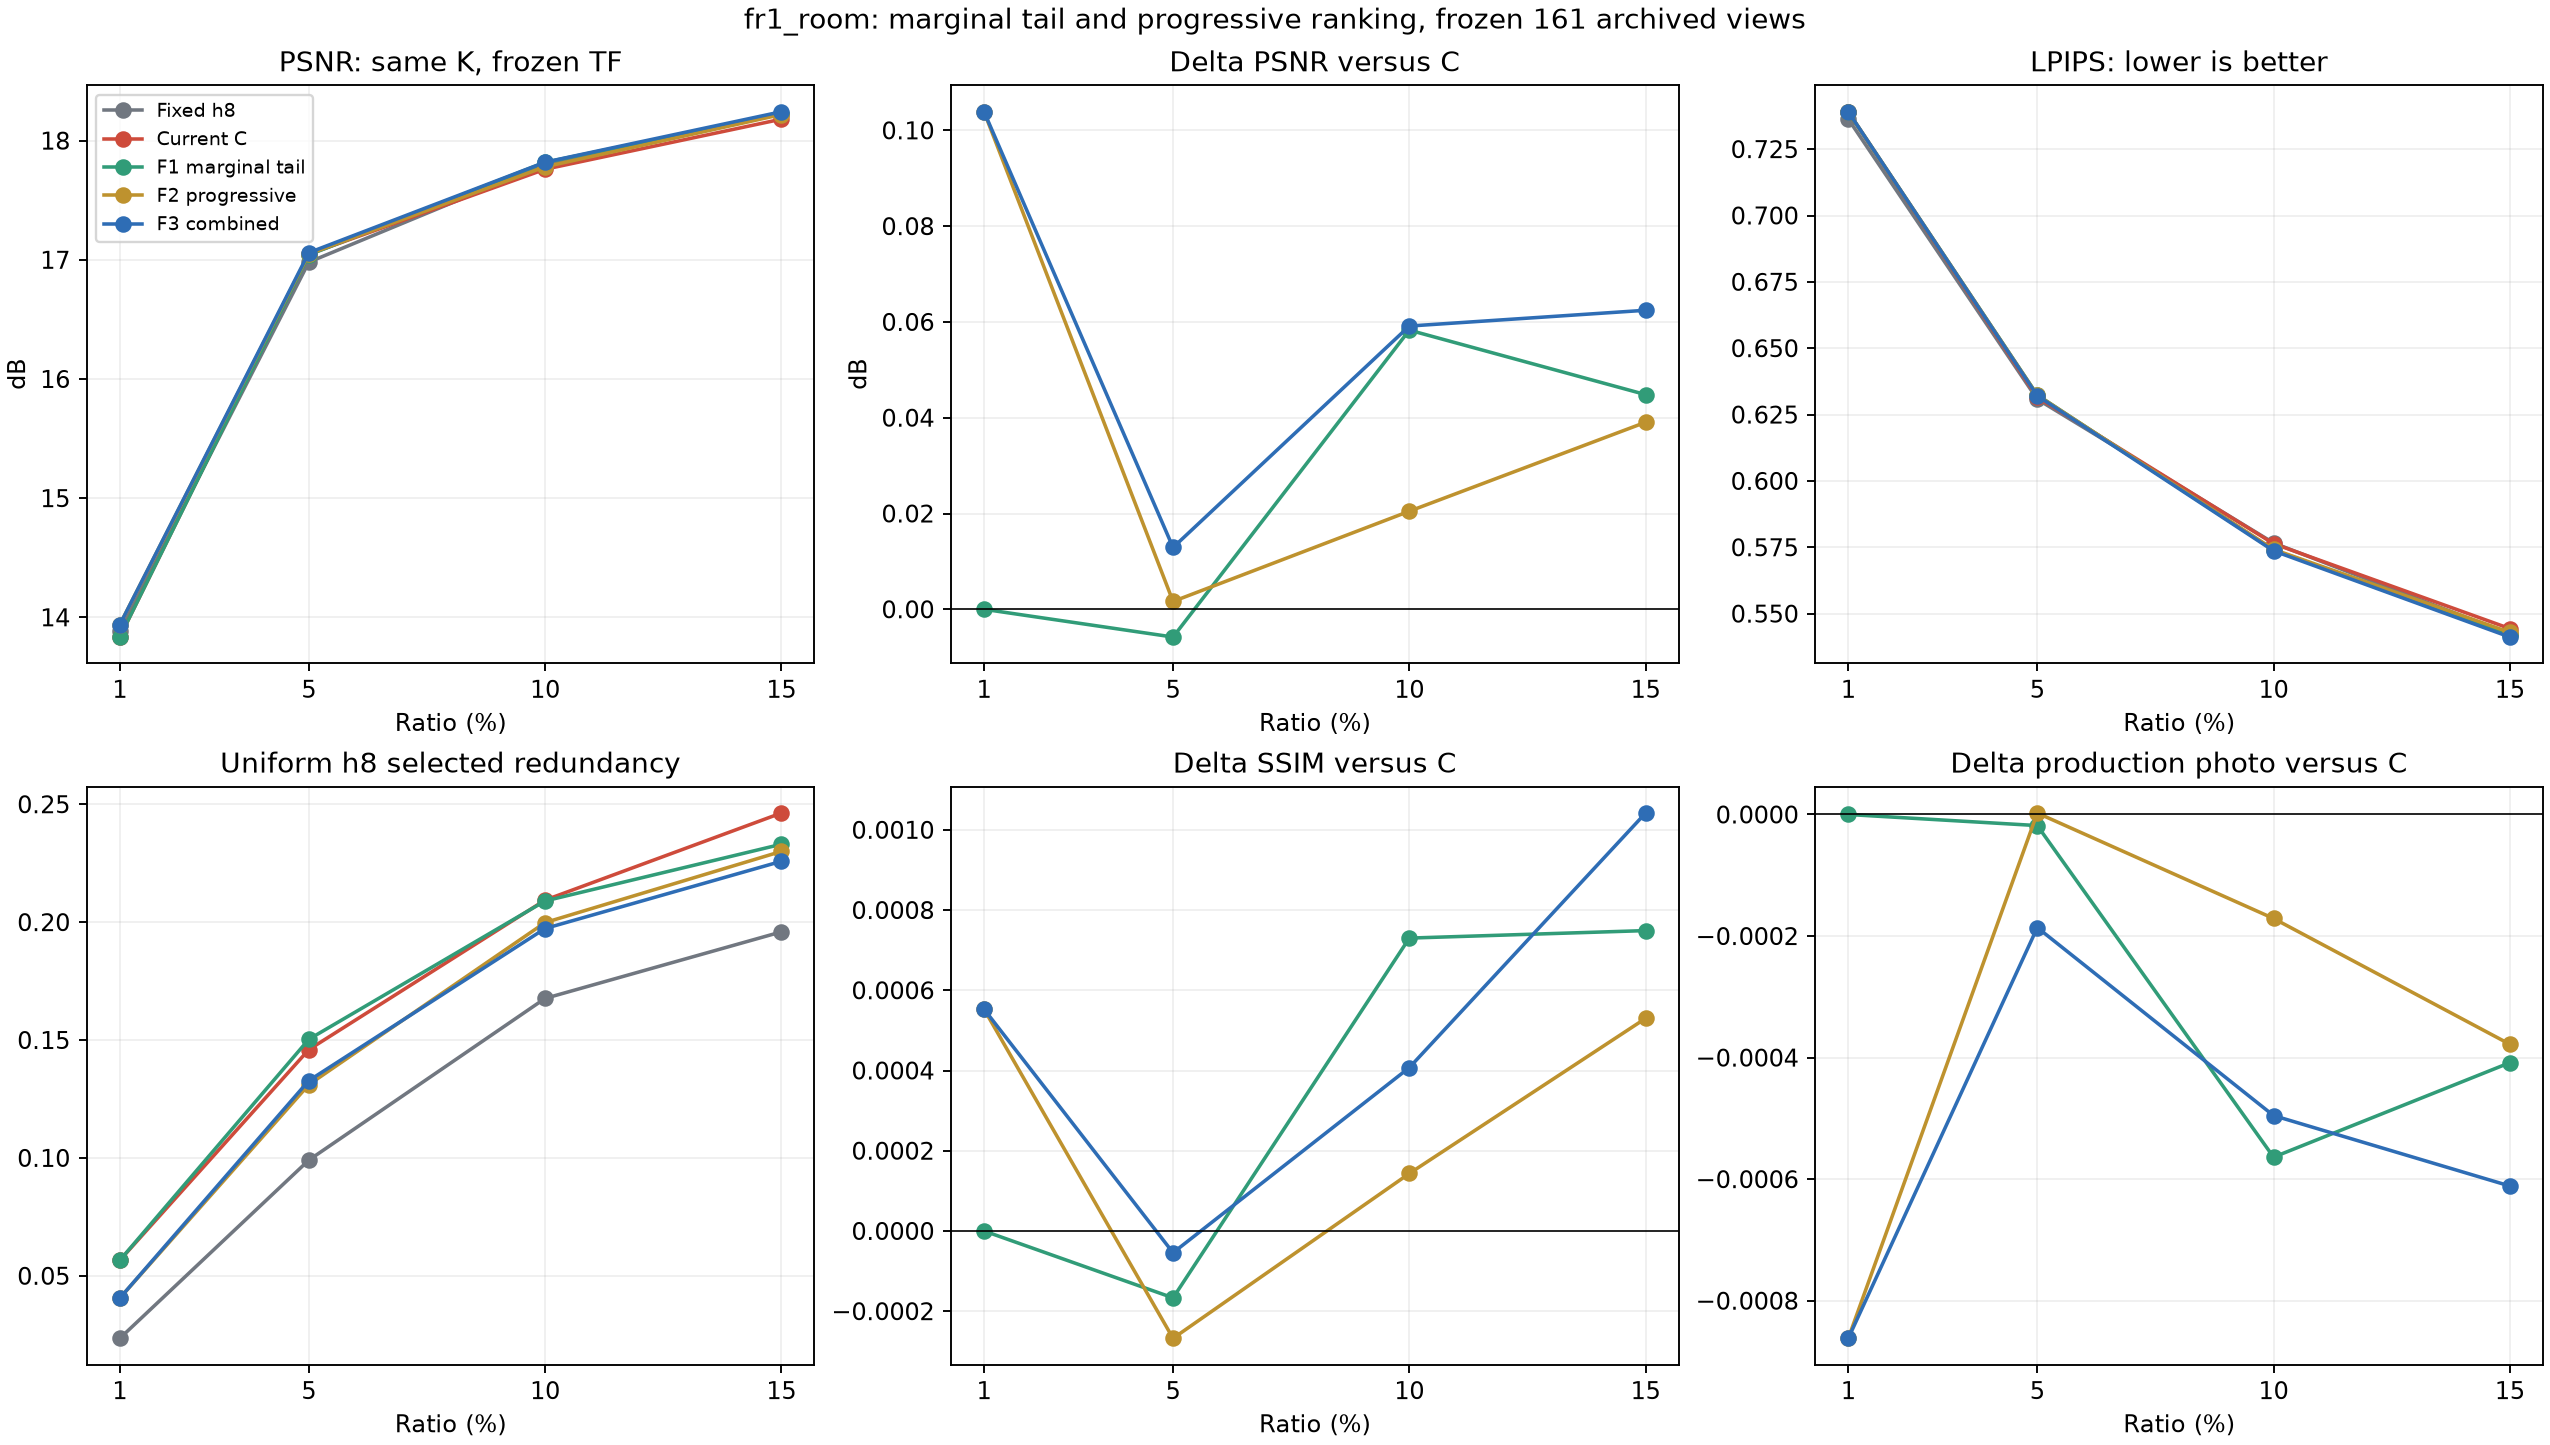 fr1_room: marginal tail and progressive ranking, frozen 161 archived views
PSNR: same K, frozen TF
dB
18
17
16
15
14
Fixed h8
Current C
F1 marginal tail
F2 progressive
F3 combined
1 5 10 15
Ratio (%)
Delta PSNR versus C
dB
0.10
0.08
0.06
0.04
0.02
0.00
1 5 10 15
Ratio (%)
LPIPS: lower is better
0.725
0.700
0.675
0.650
0.625
0.600
0.575
0.550
1 5 10 15
Ratio (%)
Uniform h8 selected redundancy
0.25
0.20
0.15
0.10
0.05
1 5 10 15
Ratio (%)
Delta SSIM versus C
0.0010
0.0008
0.0006
0.0004
0.0002
0.0000
−0.0002
1 5 10 15
Ratio (%)
Delta production photo versus C
0.0000
−0.0002
−0.0004
−0.0006
−0.0008
1 5 10 15
Ratio (%)